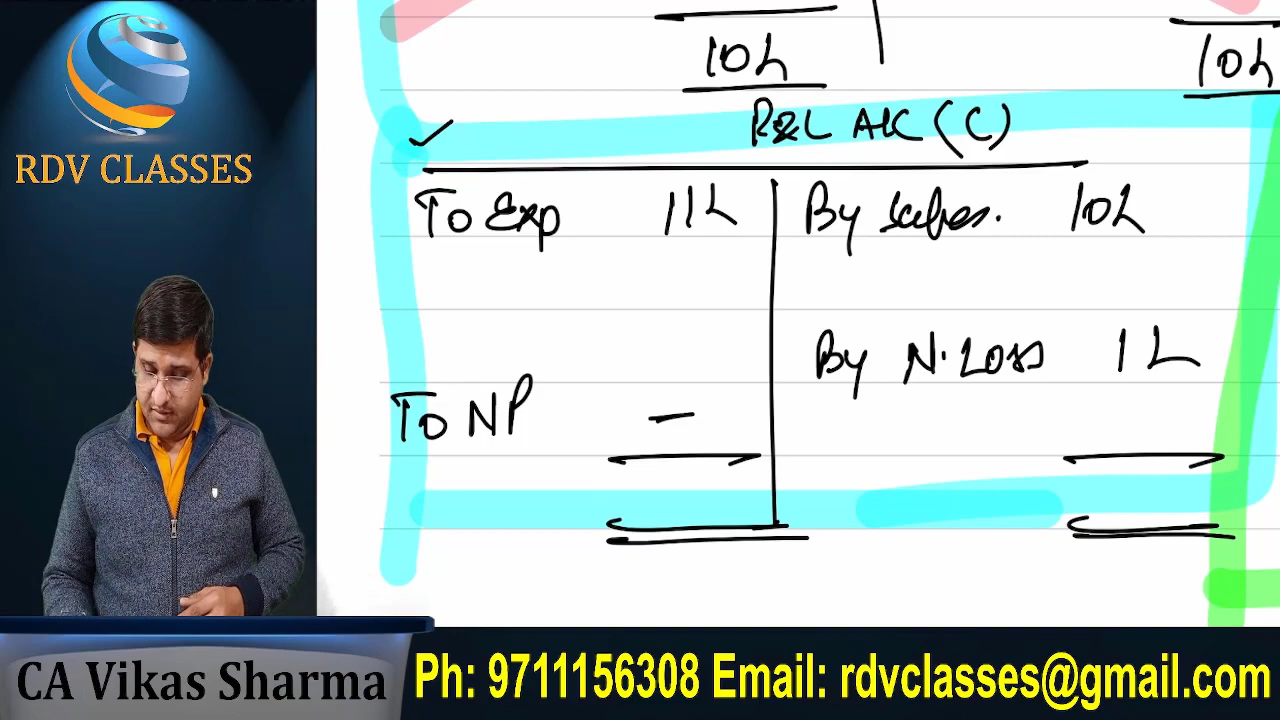 10L 10L
RDV CLASSES
P&L A/C (C)
To Exp 11L By Sales. 10L
By N. Loss 1L
To NP —
CA Vikas Sharma
Ph: 9711156308 Email: rdvclasses@gmail.com